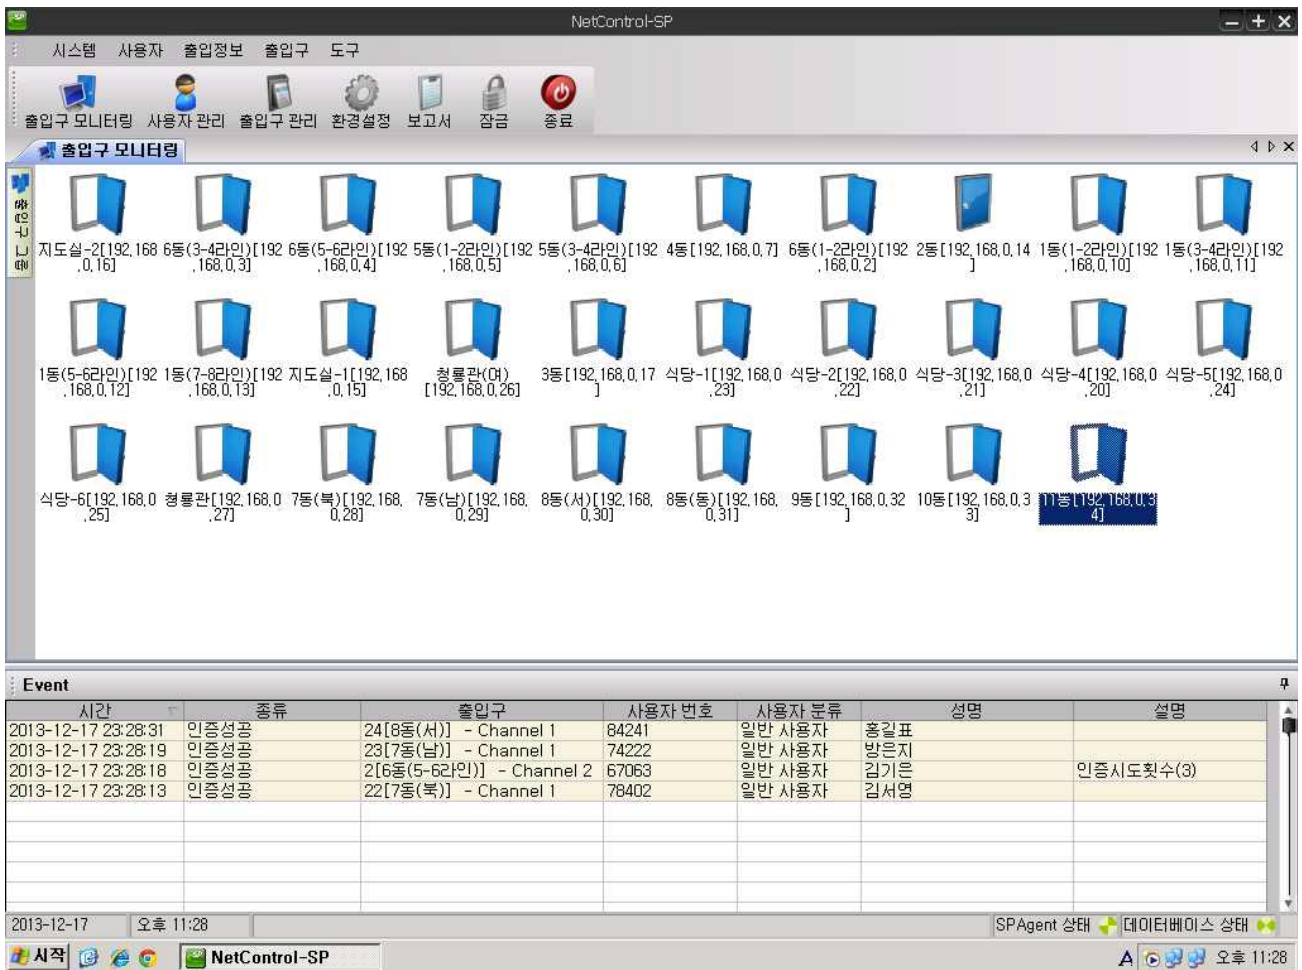 NetControl-SP
시스템 사용자 출입정보 출입구 도구
출입구 모니터링 사용자 관리 출입구 관리 환경설정 보고서 잠금 종료
출입구 모니터링
출입구 그룹
지도실-2[192,168 6동(3-4라인)[192 6동(5-6라인)[192 5동(1-2라인)[192 5동(3-4라인)[192 4동[192,168,0,7] 6동(1-2라인)[192 2동[192,168,0,14 1동(1-2라인)[192 1동(3-4라인)[192
,0,16] ,168,0,3] ,168,0,4] ,168,0,5] ,168,0,6] ,168,0,2] ] ,168,0,10] ,168,0,11]
1동(5-6라인)[192 1동(7-8라인)[192 지도실-1[192,168 청룡관(여) 3동[192,168,0,17 식당-1[192,168,0 식당-2[192,168,0 식당-3[192,168,0 식당-4[192,168,0 식당-5[192,168,0
,168,0,12] ,168,0,13] ,0,15] [192,168,0,26] ] ,23] ,22] ,21] ,20] ,24]
식당-6[192,168,0 청룡관[192,168,0 7동(북)[192,168, 7동(남)[192,168, 8동(서)[192,168, 8동(동)[192,168, 9동[192,168,0,32 10동[192,168,0,3 11동[192,168,0,3
,25] ,27] 0,28] 0,29] 0,30] 0,31] ] 3] 4]
Event
시간 종류 출입구 사용자 번호 사용자 분류 성명 설명
2013-12-17 23:28:31 인증성공 24[8동(서)] - Channel 1 84241 일반 사용자 홍길표
2013-12-17 23:28:19 인증성공 23[7동(남)] - Channel 1 74222 일반 사용자 방은지
2013-12-17 23:28:18 인증성공 2[6동(5-6라인)] - Channel 2 67063 일반 사용자 김기은 인증시도횟수(3)
2013-12-17 23:28:13 인증성공 22[7동(북)] - Channel 1 78402 일반 사용자 김서영
2013-12-17 오후 11:28 SPAgent 상태 데이터베이스 상태
시작 NetControl-SP A 오후 11:28